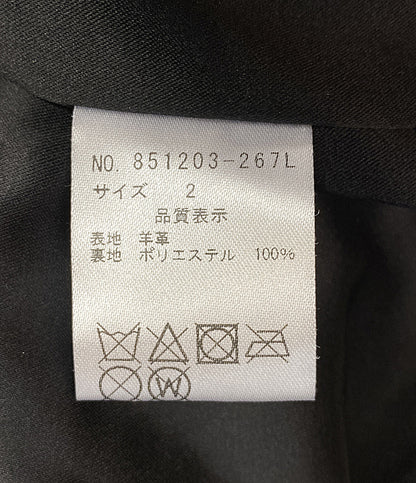 NO. 851203-267L
サイズ 2
品質表示
表地 羊革
裏地 ポリエステル 100%
W